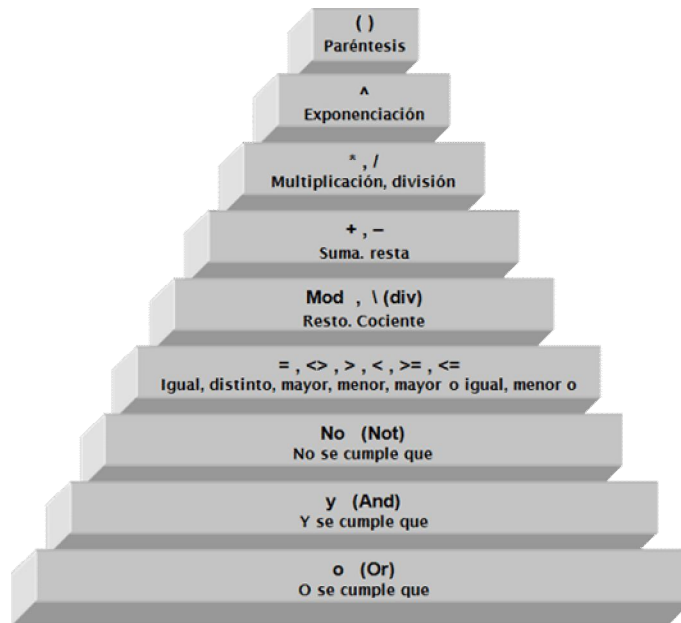 ( )
Paréntesis
^
Exponenciación
* , /
Multiplicación, división
+ , –
Suma. resta
Mod , \ (div)
Resto. Cociente
= , <> , > , < , >= , <=
Igual, distinto, mayor, menor, mayor o igual, menor o
No (Not)
No se cumple que
y (And)
Y se cumple que
o (Or)
O se cumple que